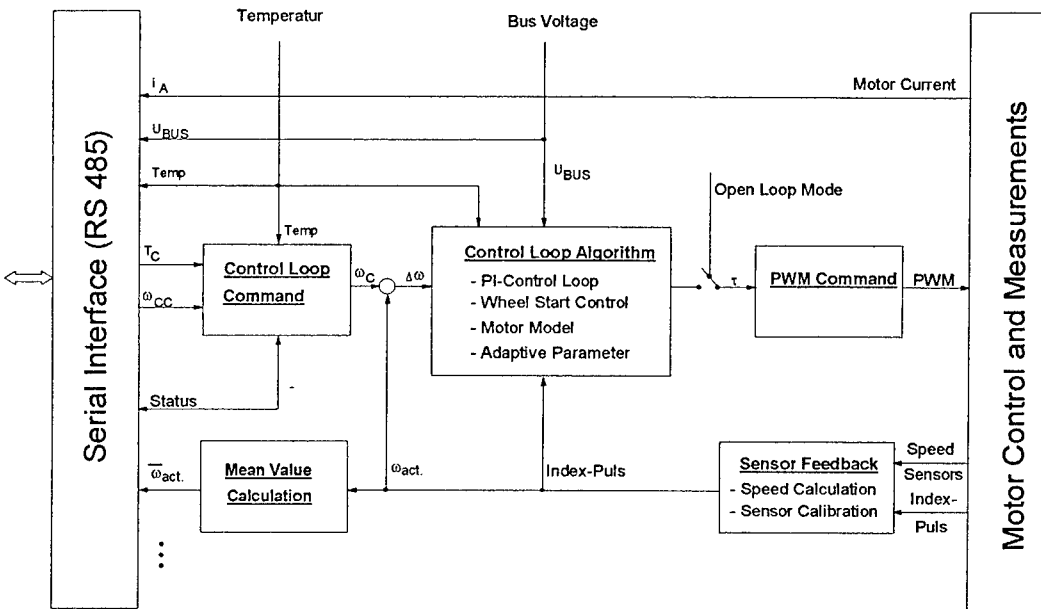 Temperatur
Bus Voltage
i_A
Motor Current
U_BUS
Temp
U_BUS
Open Loop Mode
Serial Interface (RS 485)
Motor Control and Measurements
Temp
T_C
ω_CC
Control Loop
Command
ω_C
Δω
Control Loop Algorithm
- PI-Control Loop
- Wheel Start Control
- Motor Model
- Adaptive Parameter
τ
PWM Command
PWM
-
Status
ω̅_act.
Mean Value
Calculation
ω_act.
Index-Puls
Sensor Feedback
- Speed Calculation
- Sensor Calibration
Speed
Sensors
Index-
Puls